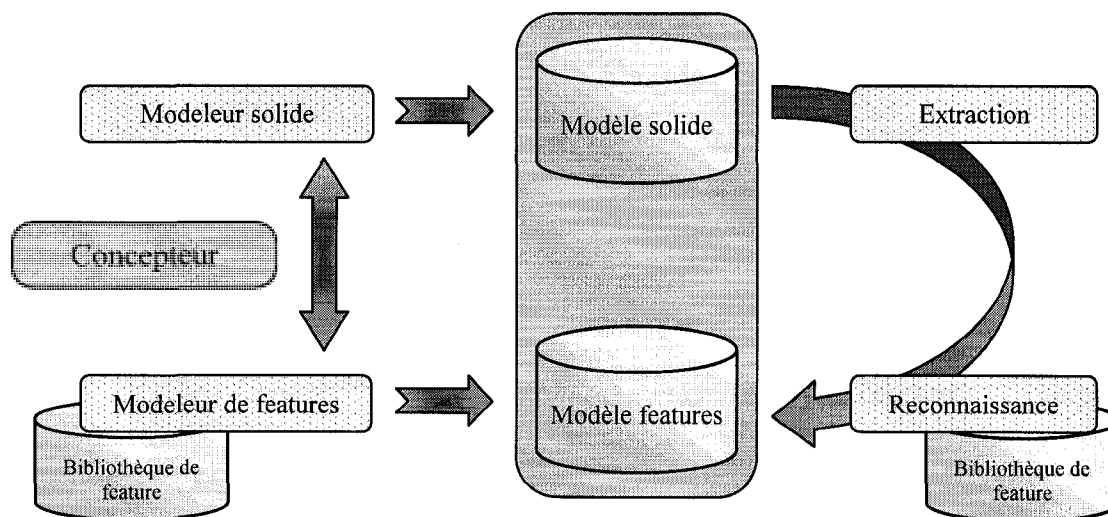 Modeleur solide
Modèle solide
Extraction
Concepteur
Modeleur de features
Modèle features
Reconnaissance
Bibliothèque de
feature
Bibliothèque de
feature